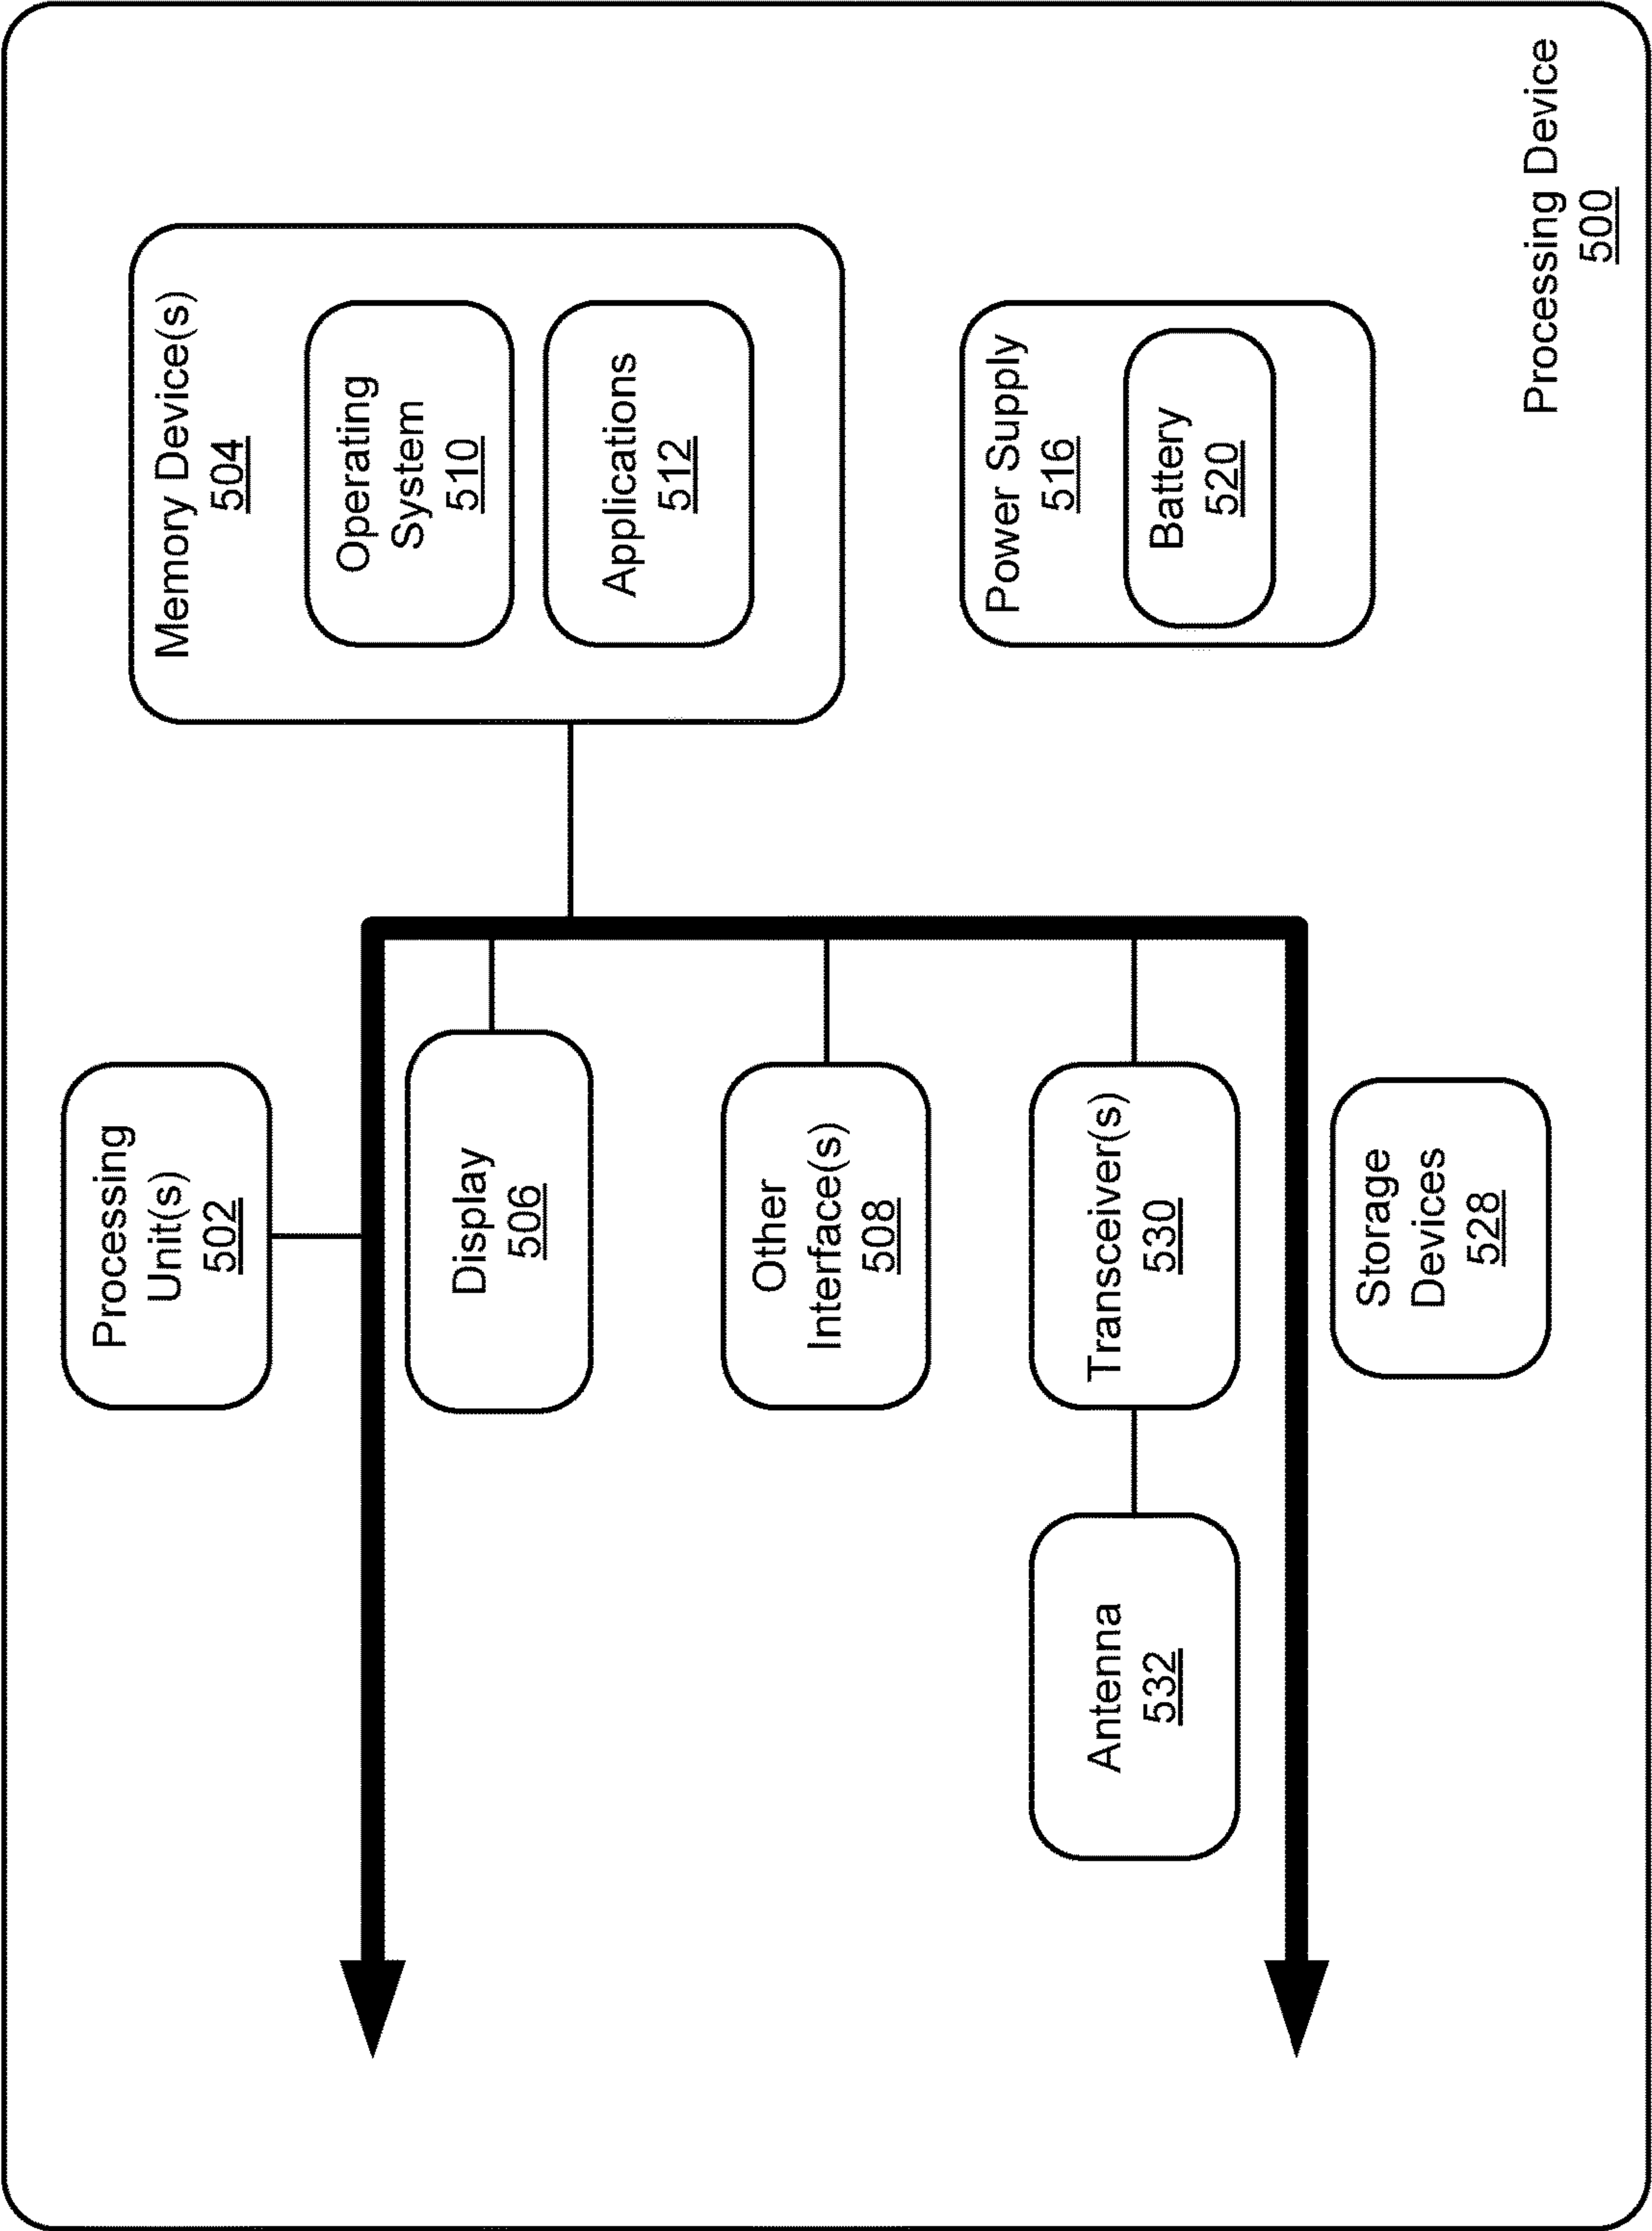 Processing
Unit(s)
502
Display
506
Other
Interface(s)
508
Antenna
532
Transceiver(s)
530
Storage
Devices
528
Memory Device(s)
504
Operating
System
510
Applications
512
Power Supply
516
Battery
520
Processing Device
500